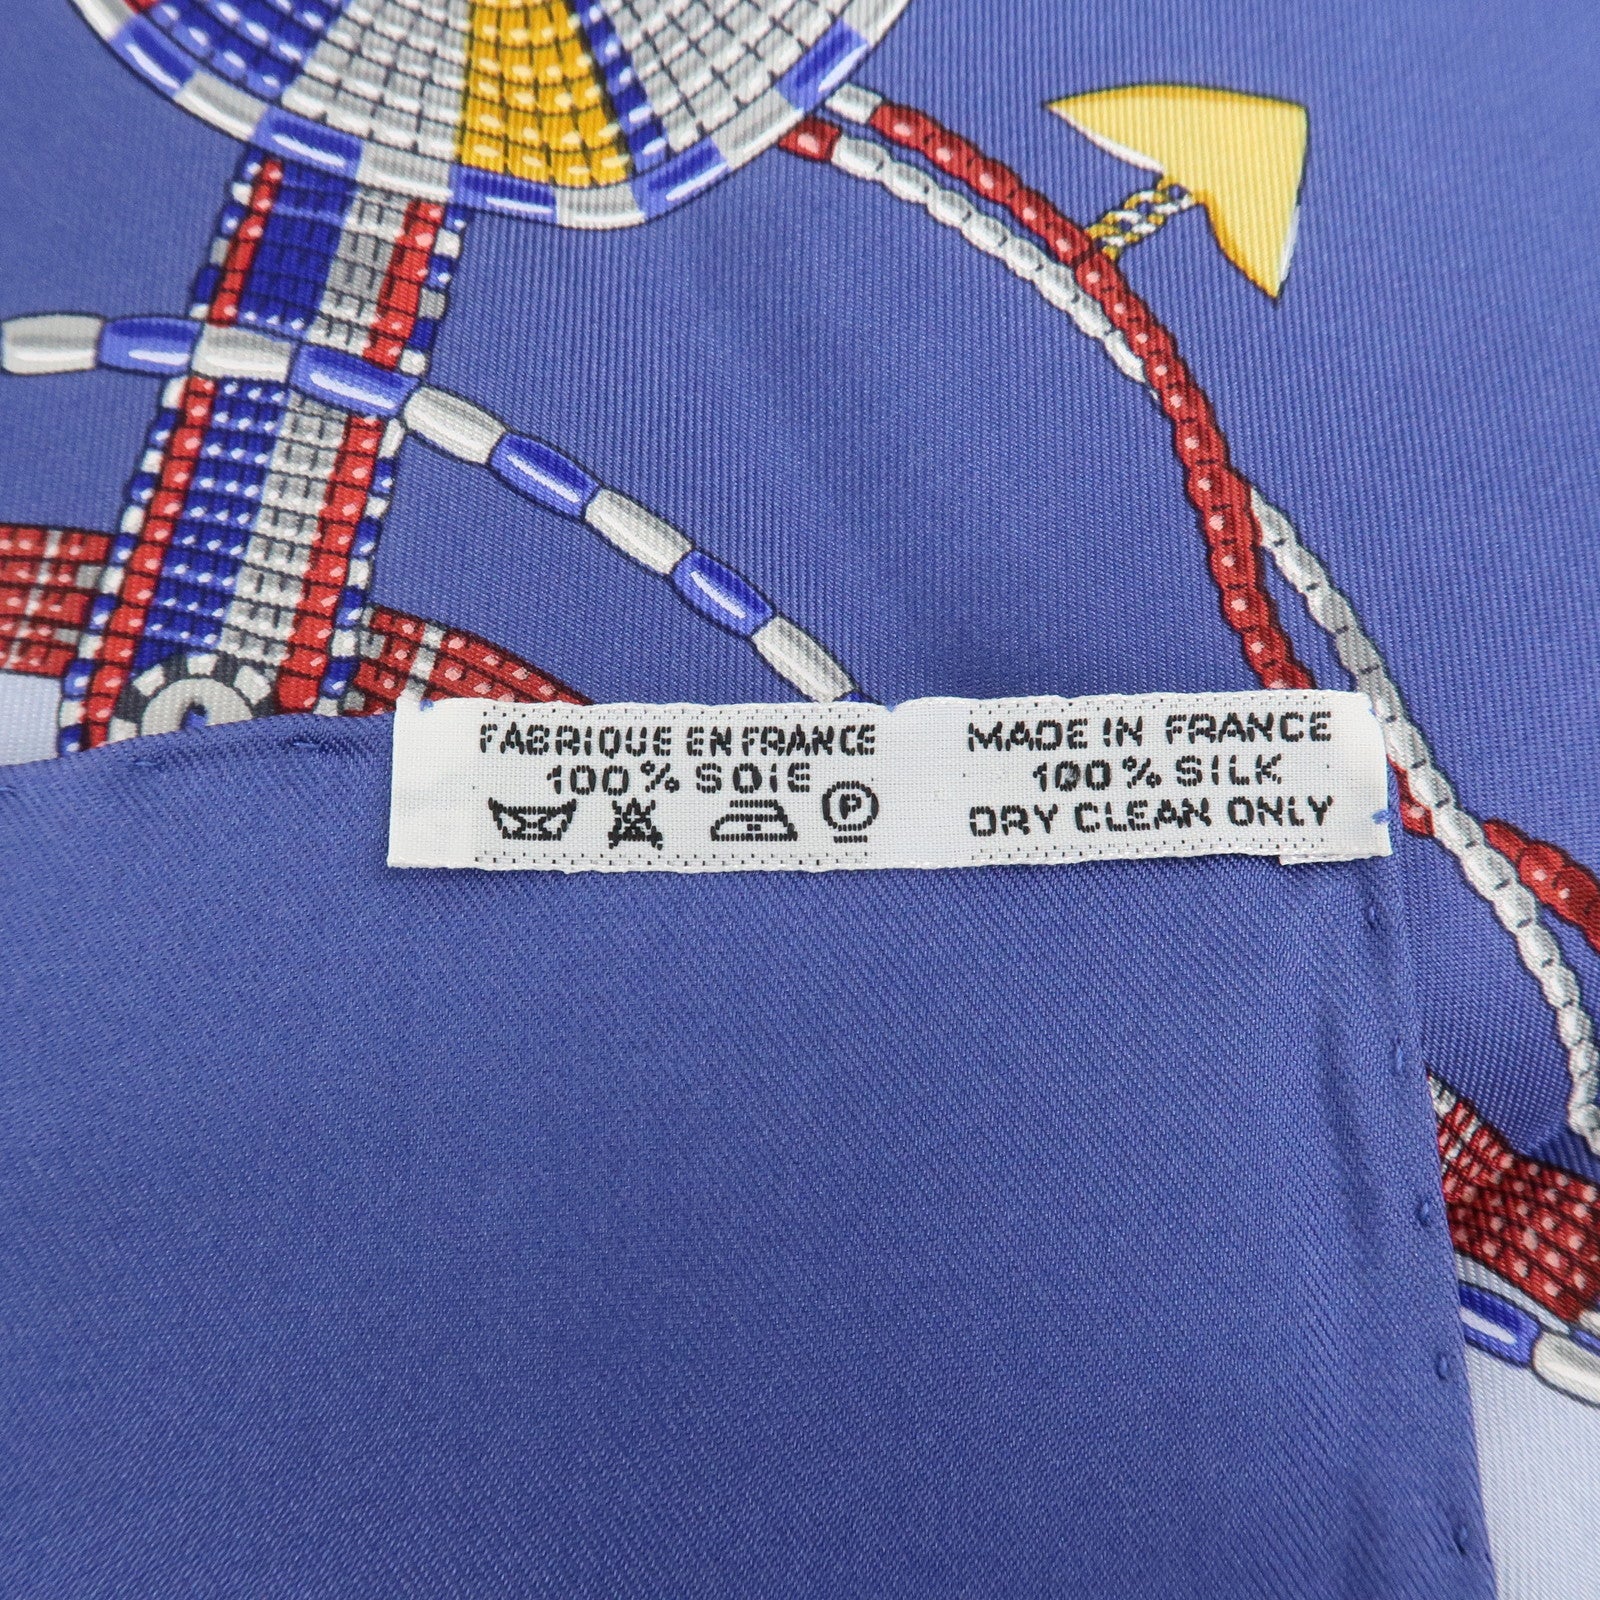 FABRIQUE EN FRANCE
100% SOIE
P
MADE IN FRANCE
100% SILK
DRY CLEAN ONLY